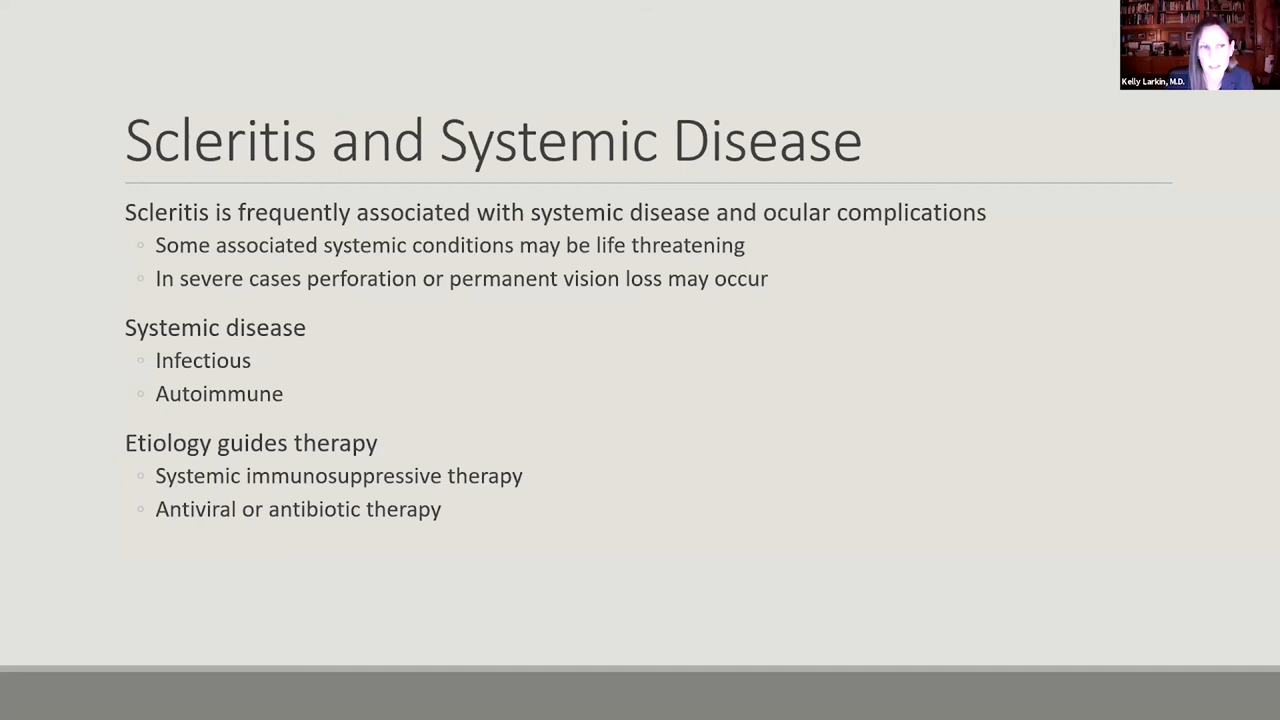 Kelly Larkin, M.D.
Scleritis and Systemic Disease
Scleritis is frequently associated with systemic disease and ocular complications
Some associated systemic conditions may be life threatening
In severe cases perforation or permanent vision loss may occur
Systemic disease
Infectious
Autoimmune
Etiology guides therapy
Systemic immunosuppressive therapy
Antiviral or antibiotic therapy